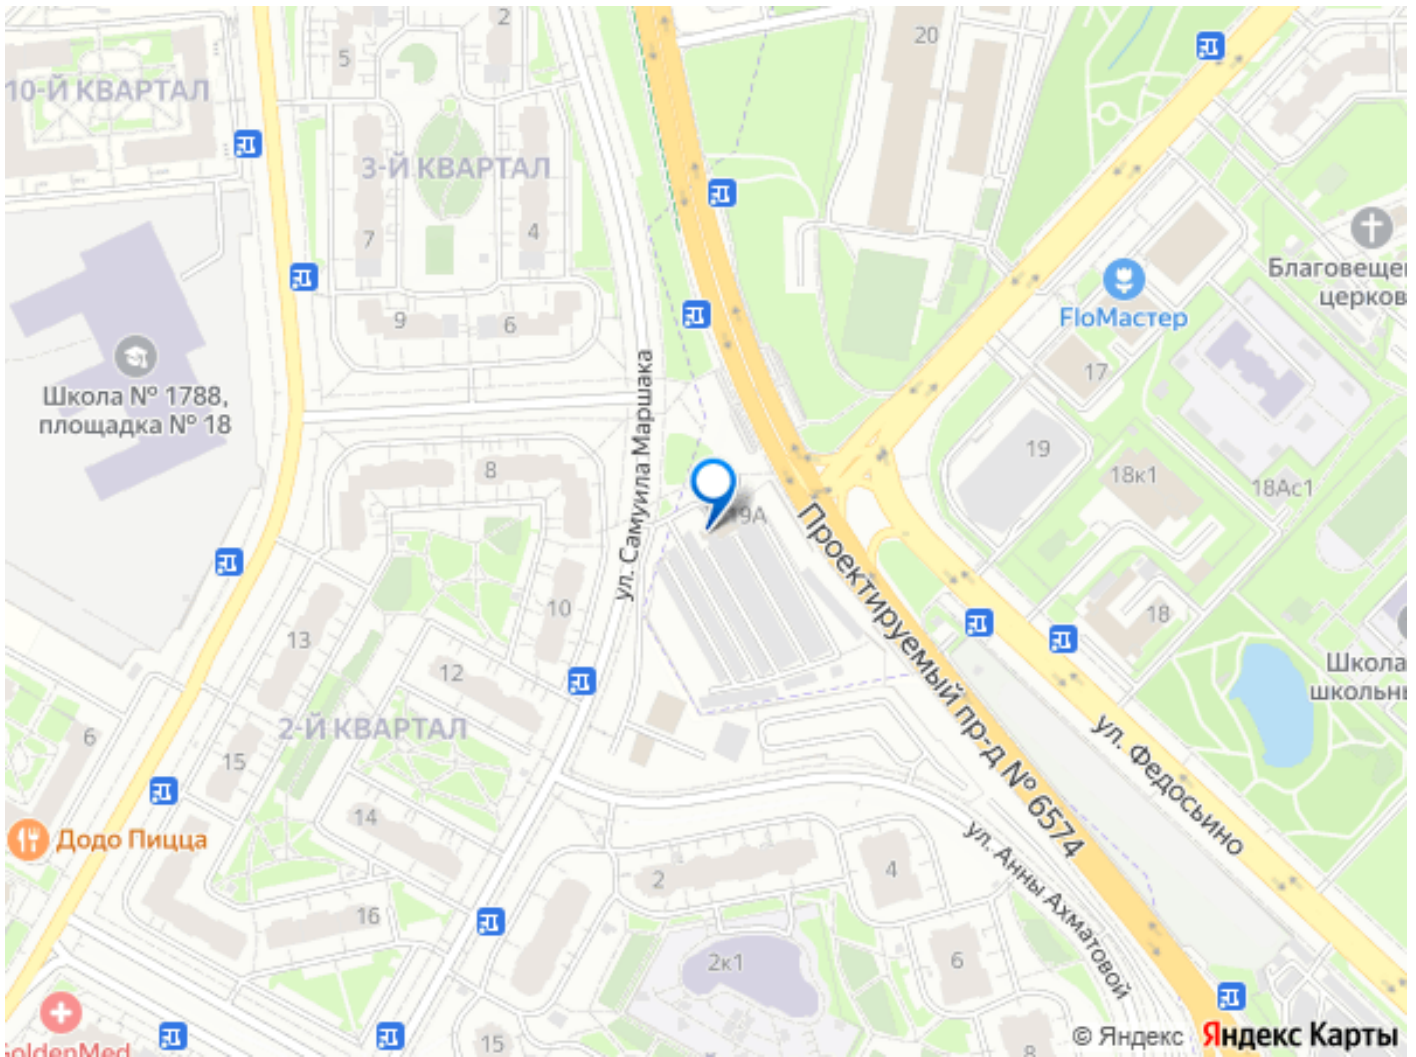 2
20
5
10-Й КВАРТАЛ
3-Й КВАРТАЛ
7
4
Благовещен
церков
FloМастер
9
6
17
Школа № 1788,
площадка № 18
ул. Самуила Маршака
19
8
18к1
18Ас1
19А
Проектируемый пр-д № 6574
10
13
18
12
Школа
школьны
2-Й КВАРТАЛ
6
15
ул. Федосьино
14
Додо Пицца
ул. Анны Ахматовой
2
4
16
2к1
6
15
8
GoldenMed
© Яндекс Яндекс Карты